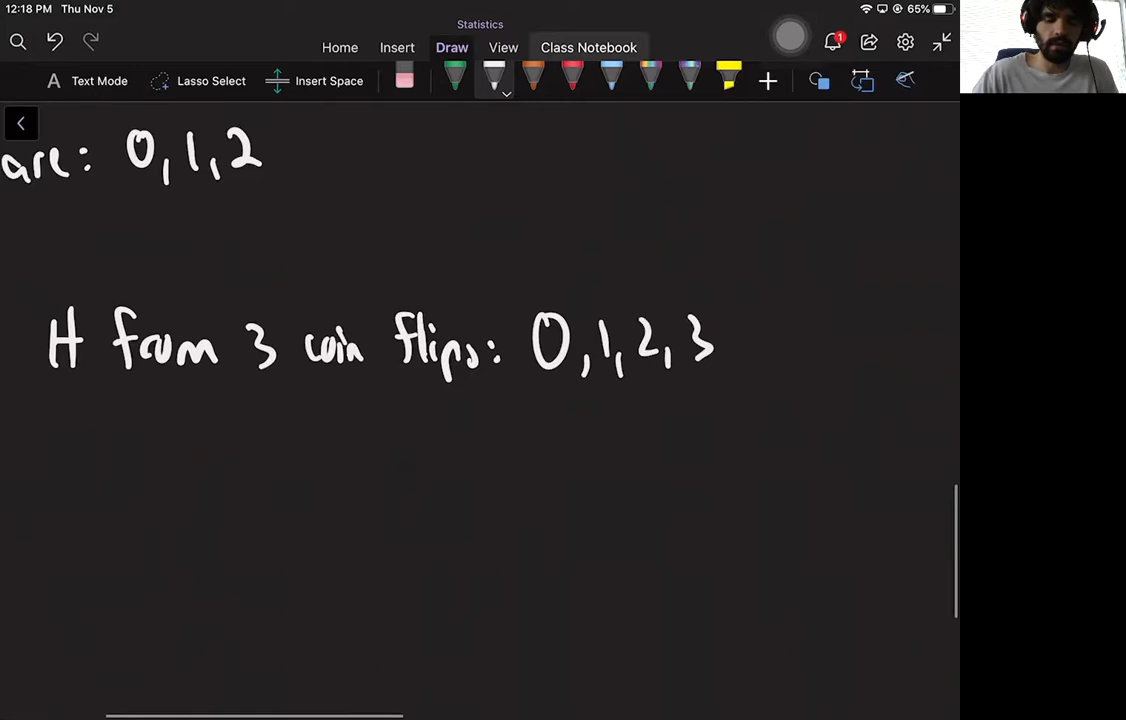 12:18 PM Thu Nov 5
65%
Statistics
Home Insert Draw View Class Notebook
1
A Text Mode Lasso Select Insert Space
are: 0, 1, 2
H from 3 coin flips: 0, 1, 2, 3